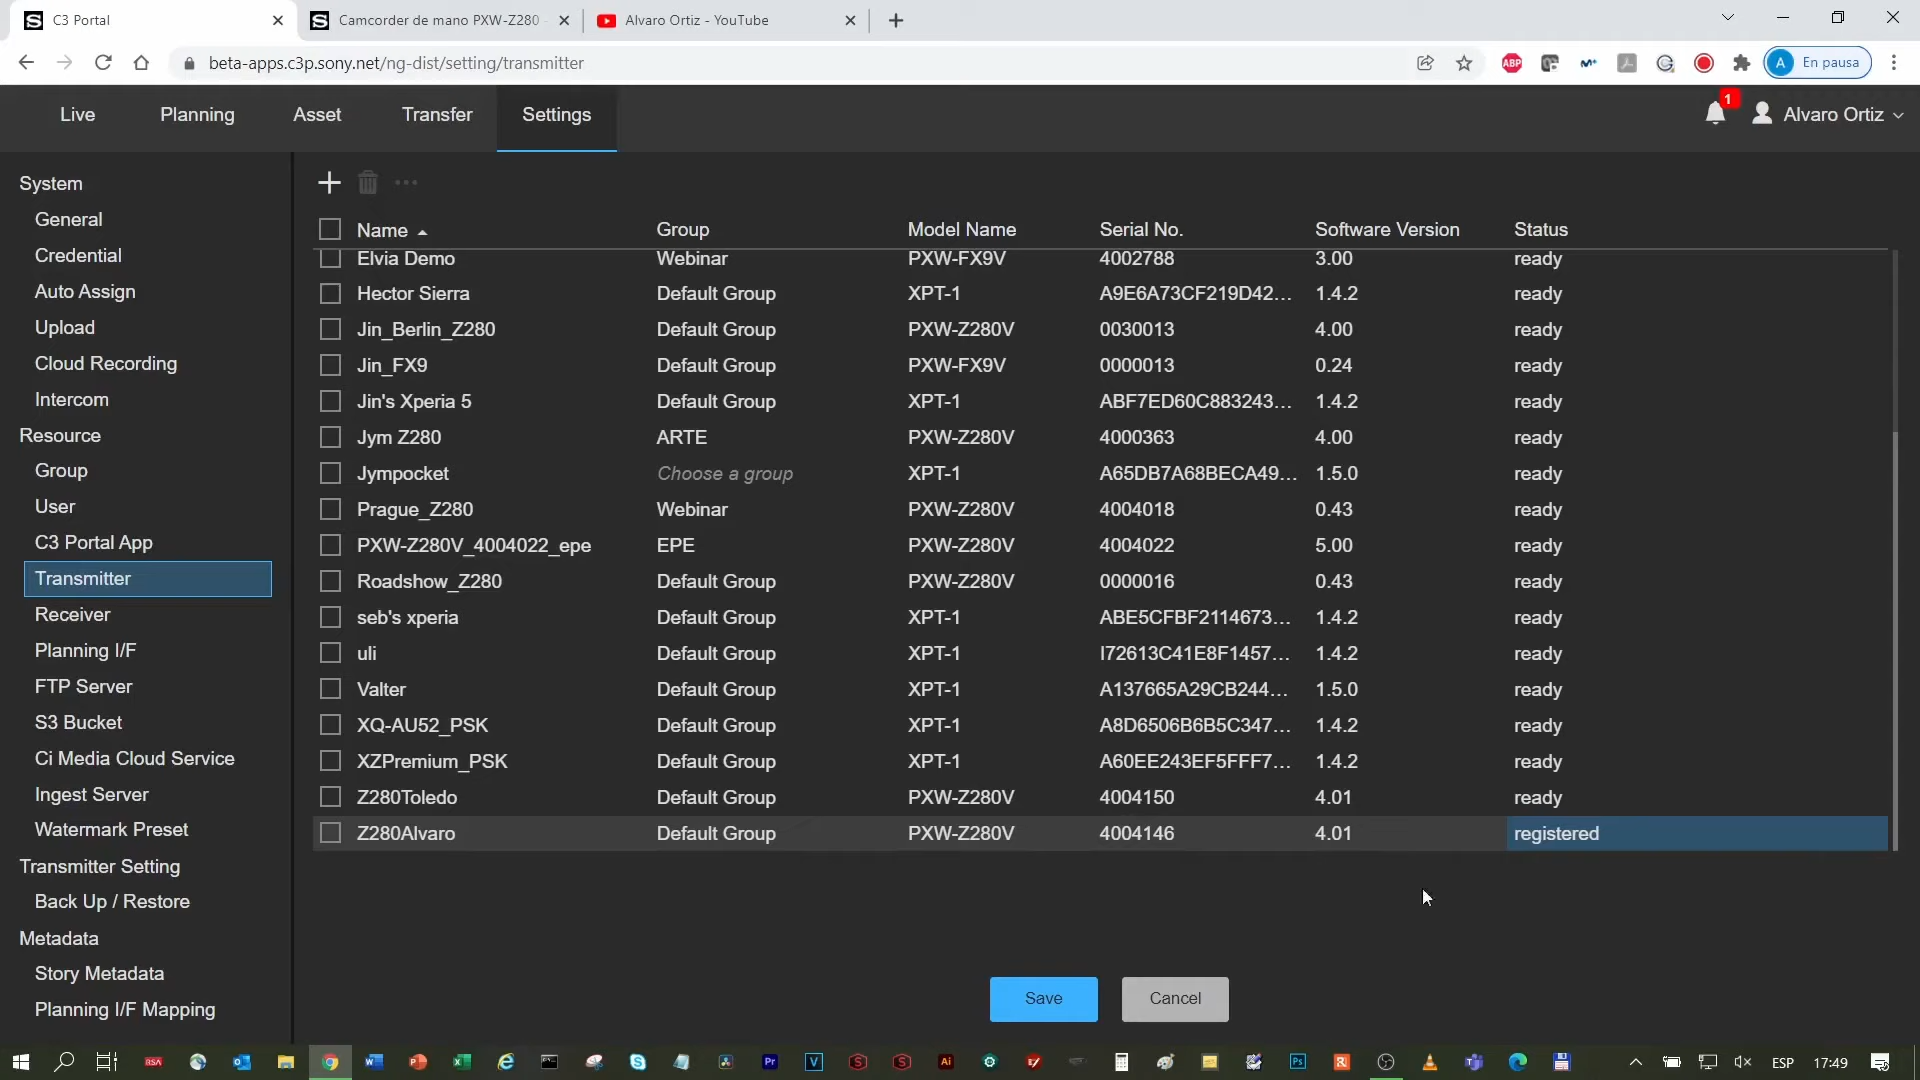 C3 Portal
Camcorder de mano PXW-Z280 -
Alvaro Ortiz - YouTube
beta-apps.c3p.sony.net/ng-dist/setting/transmitter
ABP
A En pausa
Live Planning Asset Transfer Settings
1
Alvaro Ortiz
System
General
Credential
Auto Assign
Upload
Cloud Recording
Intercom
Resource
Group
User
C3 Portal App
Transmitter
Receiver
Planning I/F
FTP Server
S3 Bucket
Ci Media Cloud Service
Ingest Server
Watermark Preset
Transmitter Setting
Back Up / Restore
Metadata
Story Metadata
Planning I/F Mapping
Name Group Model Name Serial No. Software Version Status
Elvia Demo Webinar PXW-FX9V 4002788 3.00 ready
Hector Sierra Default Group XPT-1 A9E6A73CF219D42... 1.4.2 ready
Jin_Berlin_Z280 Default Group PXW-Z280V 0030013 4.00 ready
Jin_FX9 Default Group PXW-FX9V 0000013 0.24 ready
Jin's Xperia 5 Default Group XPT-1 ABF7ED60C883243... 1.4.2 ready
Jym Z280 ARTE PXW-Z280V 4000363 4.00 ready
Jympocket Choose a group XPT-1 A65DB7A68BECA49... 1.5.0 ready
Prague_Z280 Webinar PXW-Z280V 4004018 0.43 ready
PXW-Z280V_4004022_epe EPE PXW-Z280V 4004022 5.00 ready
Roadshow_Z280 Default Group PXW-Z280V 0000016 0.43 ready
seb's xperia Default Group XPT-1 ABE5CFBF2114673... 1.4.2 ready
uli Default Group XPT-1 I72613C41E8F1457... 1.4.2 ready
Valter Default Group XPT-1 A137665A29CB244... 1.5.0 ready
XQ-AU52_PSK Default Group XPT-1 A8D6506B6B5C347... 1.4.2 ready
XZPremium_PSK Default Group XPT-1 A60EE243EF5FFF7... 1.4.2 ready
Z280Toledo Default Group PXW-Z280V 4004150 4.01 ready
Z280Alvaro Default Group PXW-Z280V 4004146 4.01 registered
Save Cancel
RSA
Pr
V
Ai
Ps
ESP 17:49